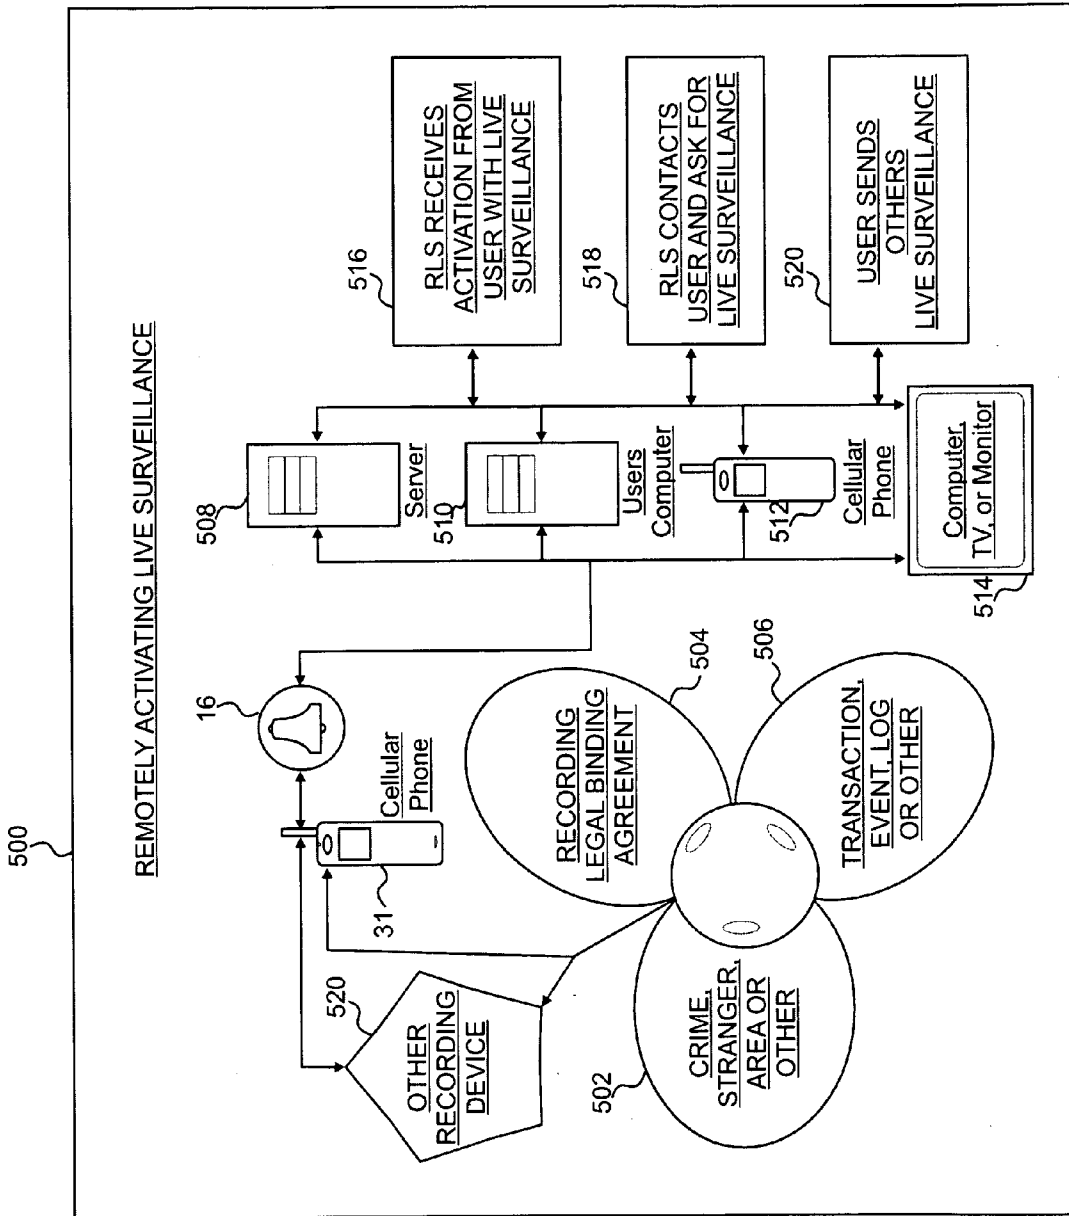 500
REMOTELY ACTIVATING LIVE SURVEILLANCE
520
OTHER
RECORDING
DEVICE
31
Cellular
Phone
16
502
CRIME,
STRANGER,
AREA OR
OTHER
RECORDING
LEGAL BINDING
AGREEMENT
504
TRANSACTION,
EVENT, LOG
OR OTHER
506
508
Server
510
Users
Computer
512
Cellular
Phone
514
Computer,
TV, or Monitor
516
RLS RECEIVES
ACTIVATION FROM
USER WITH LIVE
SURVEILLANCE
518
RLS CONTACTS
USER AND ASK FOR
LIVE SURVEILLANCE
520
USER SENDS
OTHERS
LIVE SURVEILLANCE